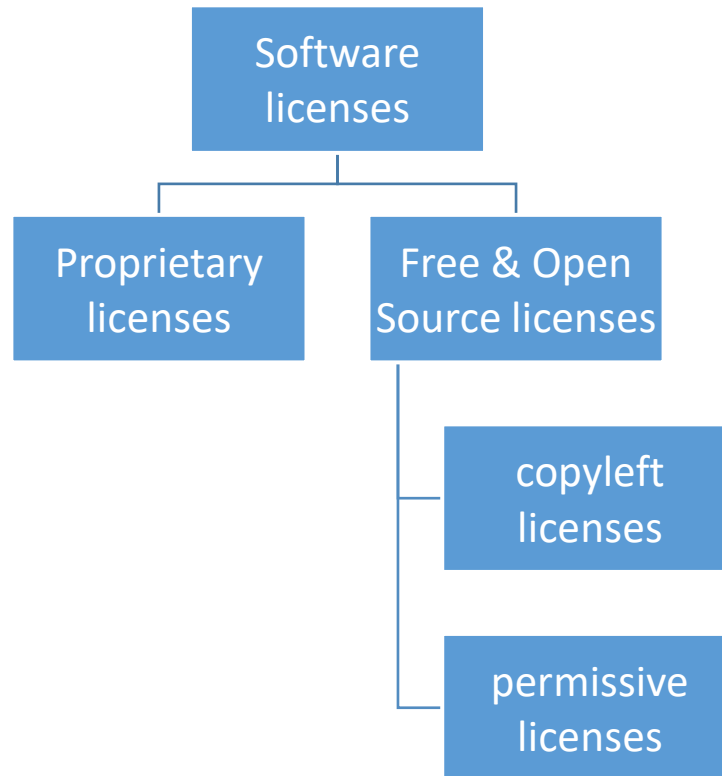 Software
licenses
Proprietary
licenses
Free & Open
Source licenses
copyleft
licenses
permissive
licenses